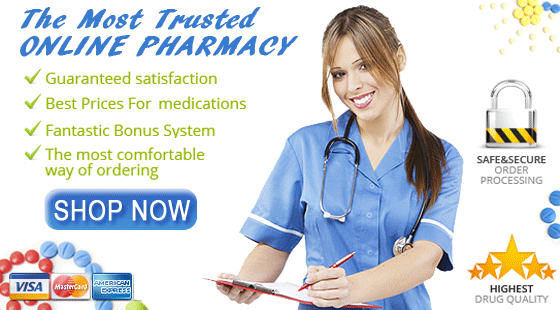 The Most Trusted
ONLINE PHARMACY
Guaranteed satisfaction
Best Prices For medications
Fantastic Bonus System
The most comfortable
way of ordering
SHOP NOW
VISA
MasterCard
AMERICAN
EXPRESS
SAFE&SECURE
ORDER
PROCESSING
HIGHEST
DRUG QUALITY